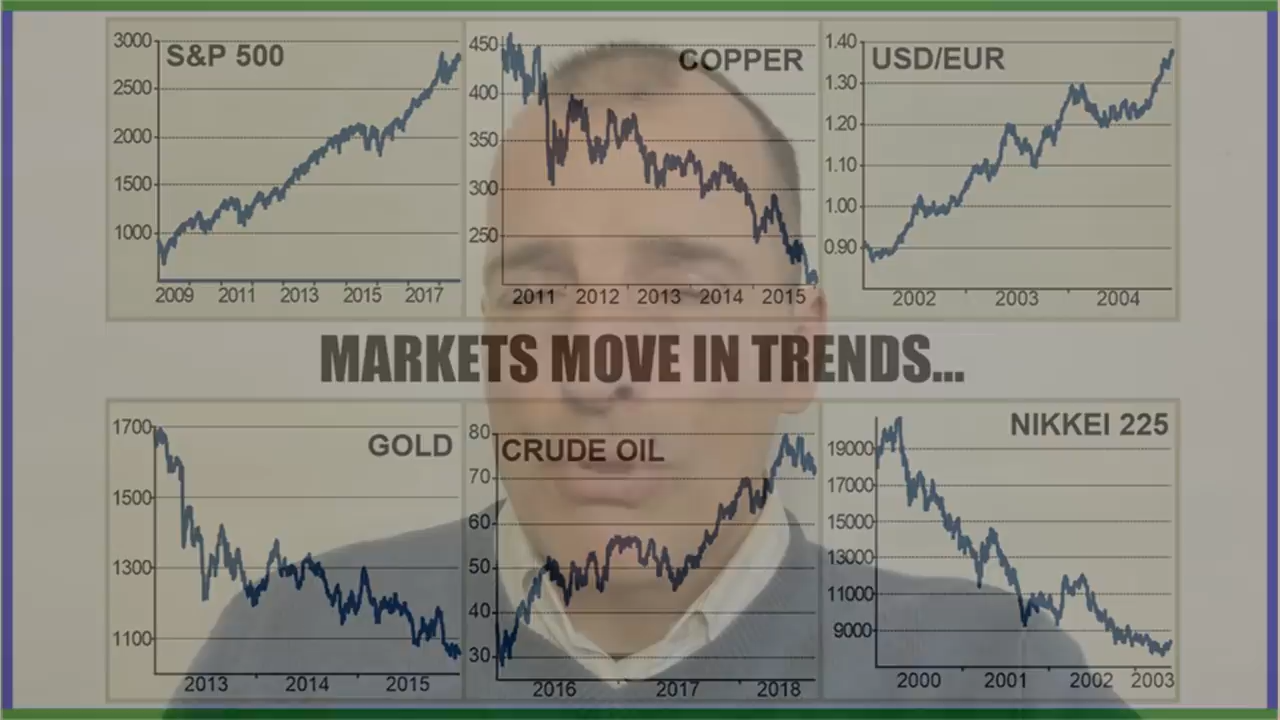 S&P 500
3000
2500
2000
1500
1000
2009 2011 2013 2015 2017
COPPER
450
400
350
300
250
2011 2012 2013 2014 2015
USD/EUR
1.40
1.30
1.20
1.10
1.00
0.90
2002 2003 2004
MARKETS MOVE IN TRENDS...
GOLD
1700
1500
1300
1100
2013 2014 2015
CRUDE OIL
80
70
60
50
40
30
2016 2017 2018
NIKKEI 225
19000
17000
15000
13000
11000
9000
2000 2001 2002 2003